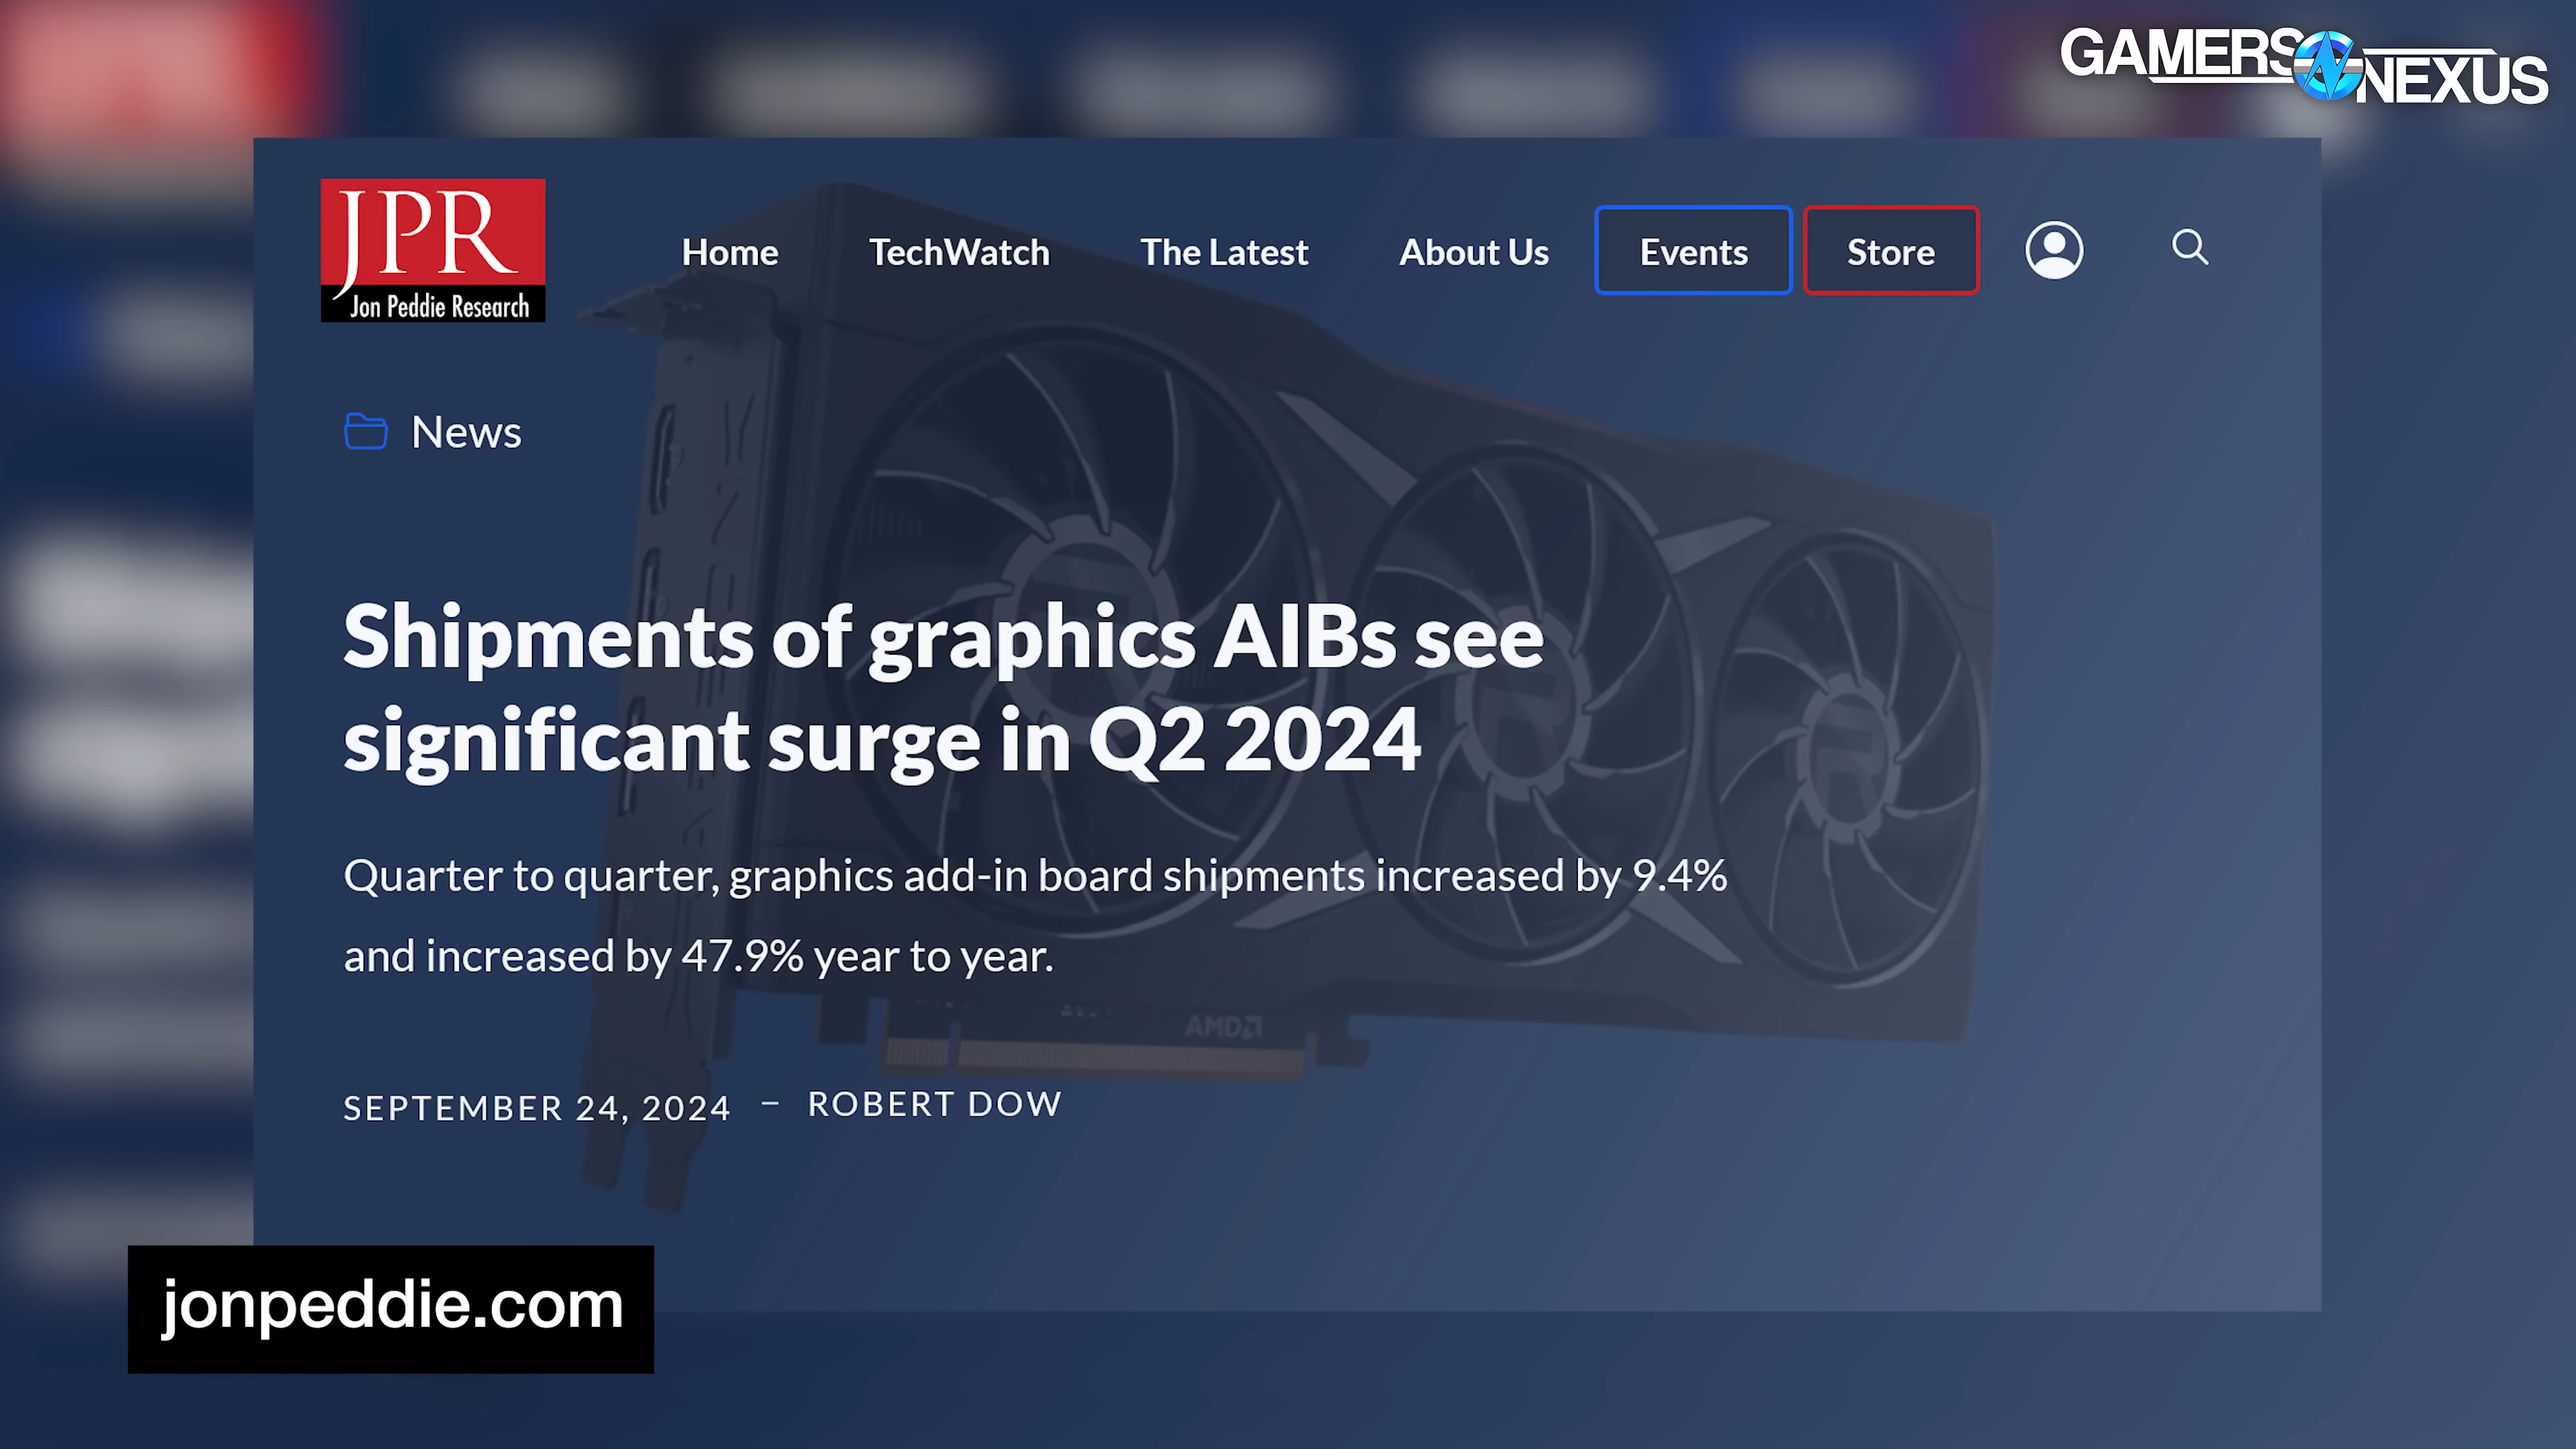 GAMERS NEXUS
JPR
Jon Peddie Research
Home TechWatch The Latest About Us Events Store
News
Shipments of graphics AIBs see
significant surge in Q2 2024
Quarter to quarter, graphics add-in board shipments increased by 9.4%
and increased by 47.9% year to year.
AMD
SEPTEMBER 24, 2024 – ROBERT DOW
jonpeddie.com